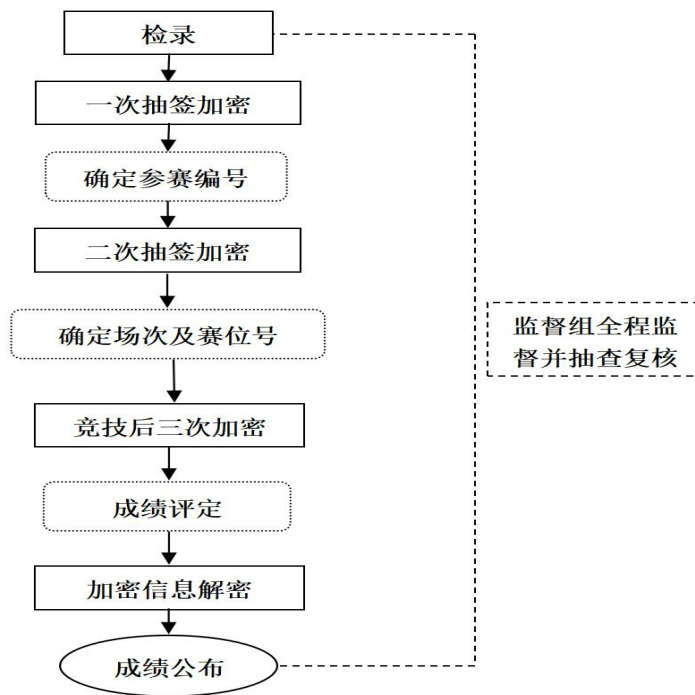 检录
一次抽签加密
确定参赛编号
二次抽签加密
确定场次及赛位号
竞技后三次加密
成绩评定
加密信息解密
成绩公布
监督组全程监
督并抽查复核